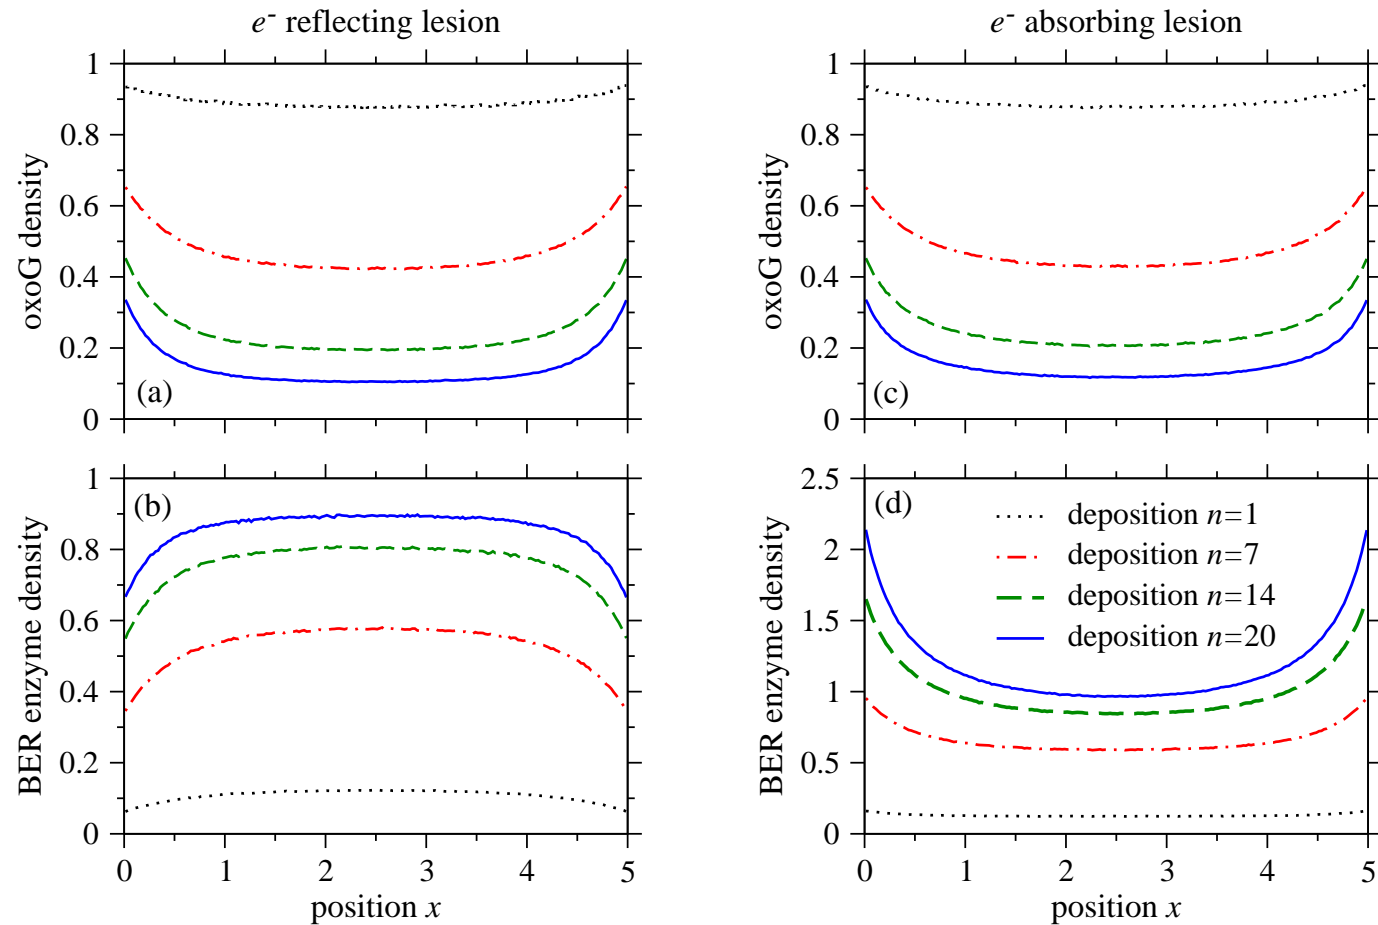 e- reflecting lesion
1
0.8
0.6
0.4
0.2
0
oxoG density
(a)
e- absorbing lesion
1
0.8
0.6
0.4
0.2
0
oxoG density
(c)
1
0.8
0.6
0.4
0.2
0
BER enzyme density
(b)
0 1 2 3 4 5
position x
2.5
2
1.5
1
0.5
0
BER enzyme density
(d)
deposition n=1
deposition n=7
deposition n=14
deposition n=20
0 1 2 3 4 5
position x